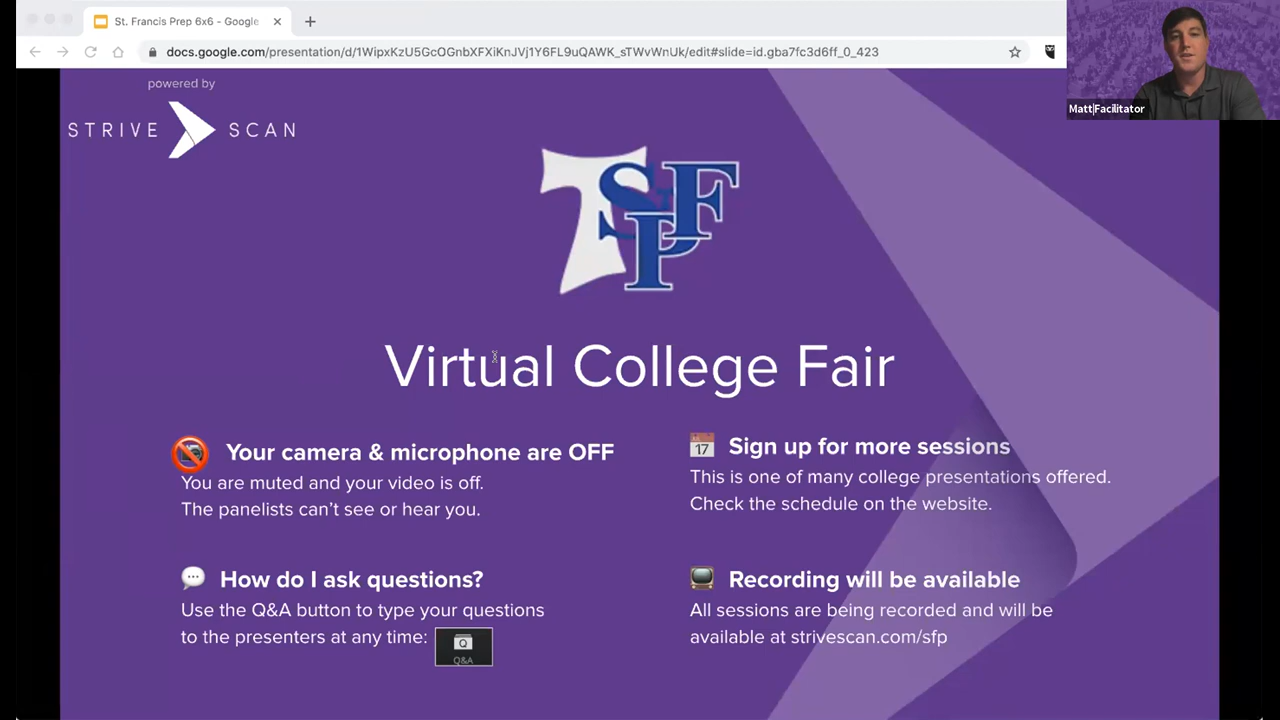 St. Francis Prep 6x6 - Google
docs.google.com/presentation/d/1WipxKzU5GcOGnbXFXiKnJVj1Y6FL9uQAWK_sTWvWnUk/edit#slide=id.gba7fc3d6ff_0_423
Matt|Facilitator
powered by
STRIVE SCAN
SFP
Virtual College Fair
Your camera & microphone are OFF
You are muted and your video is off.
The panelists can’t see or hear you.
How do I ask questions?
Use the Q&A button to type your questions
to the presenters at any time:
Q
Q&A
17
Sign up for more sessions
This is one of many college presentations offered.
Check the schedule on the website.
Recording will be available
All sessions are being recorded and will be
available at strivescan.com/sfp